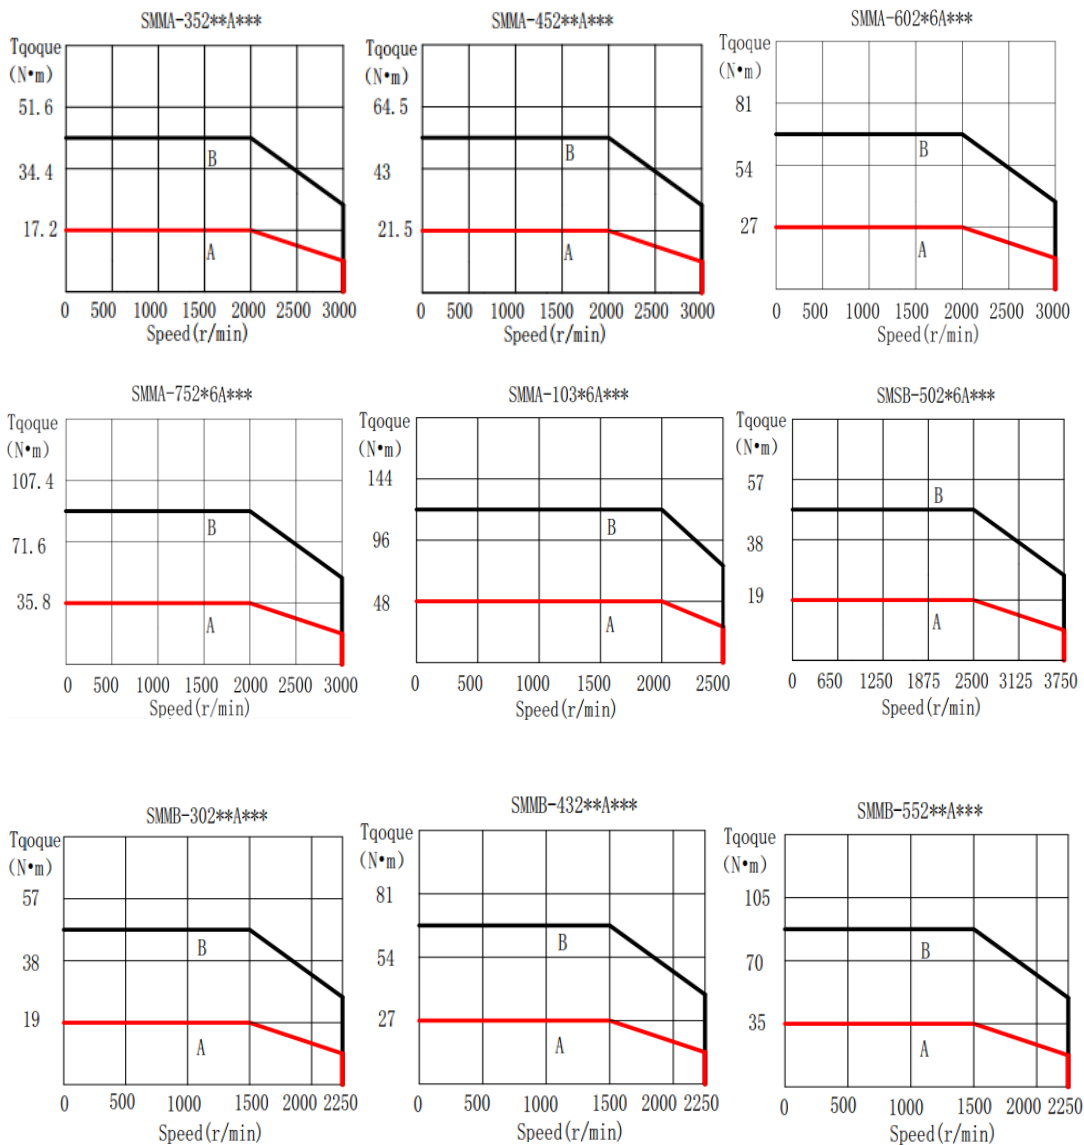 SMMA-352**A***
Tqoque
(N•m)
51.6
34.4
17.2
B
A
0 500 1000 1500 2000 2500 3000
Speed(r/min)
SMMA-452**A***
Tqoque
(N•m)
64.5
43
21.5
B
A
0 500 1000 1500 2000 2500 3000
Speed(r/min)
SMMA-602*6A***
Tqoque
(N•m)
81
54
27
B
A
0 500 1000 1500 2000 2500 3000
Speed(r/min)
SMMA-752*6A***
Tqoque
(N•m)
107.4
71.6
35.8
B
A
0 500 1000 1500 2000 2500 3000
Speed(r/min)
SMMA-103*6A***
Tqoque
(N•m)
144
96
48
B
A
0 500 1000 1500 2000 2500
Speed(r/min)
SMSB-502*6A***
Tqoque
(N•m)
57
38
19
B
A
0 650 1250 1875 2500 3125 3750
Speed(r/min)
SMMB-302**A***
Tqoque
(N•m)
57
38
19
B
A
0 500 1000 1500 2000 2250
Speed(r/min)
SMMB-432**A***
Tqoque
(N•m)
81
54
27
B
A
0 500 1000 1500 2000 2250
Speed(r/min)
SMMB-552**A***
Tqoque
(N•m)
105
70
35
B
A
0 500 1000 1500 2000 2250
Speed(r/min)